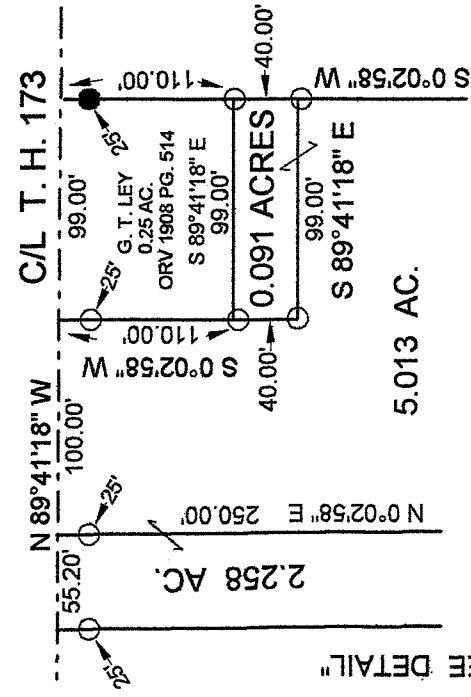 C/L T. H. 173
N 89°41'18" W
55.20'
100.00'
99.00'
25'
25'
25'
25'
110.00'
110.00'
G. T. LEY
0.25 AC.
ORV 1908 PG. 514
S 89°41'18" E
99.00'
S 0°02'58" W
40.00'
0.091 ACRES
40.00'
99.00'
S 89°41'18" E
S 0°02'58" W
N 0°02'58" E 250.00'
2.258 AC.
5.013 AC.
DETAIL"